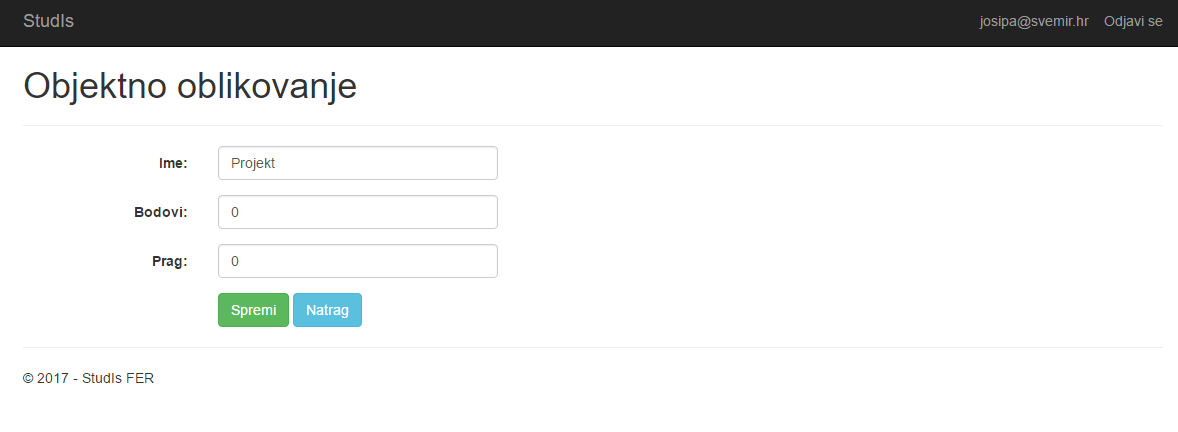 StudIs josipa@svemir.hr Odjavi se
Objektno oblikovanje
Ime: Projekt
Bodovi: 0
Prag: 0
Spremi Natrag
© 2017 - StudIs FER